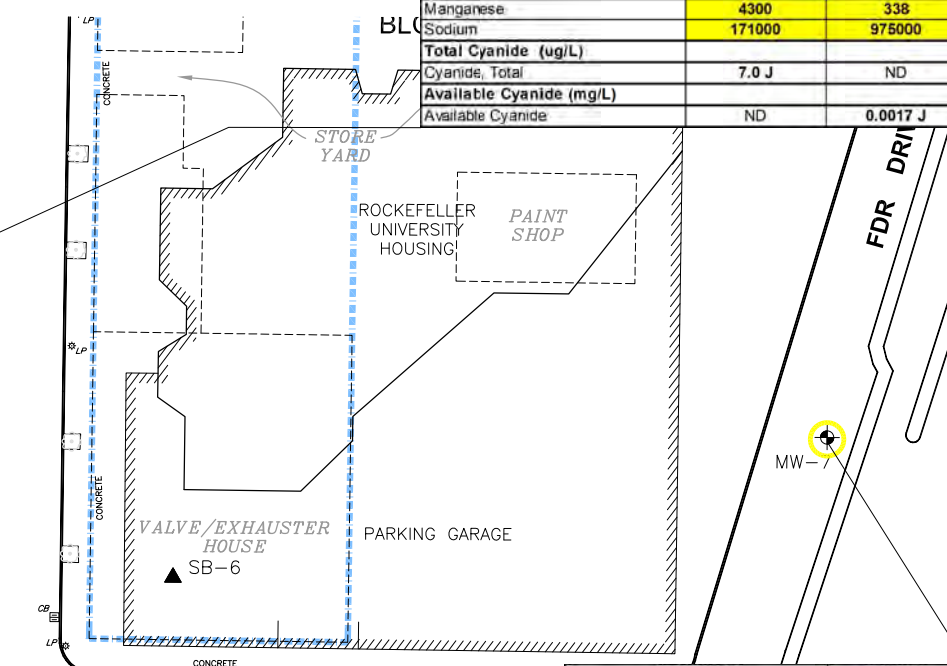 LP
BLO
Manganese 4300 338
Sodium 171000 975000
Total Cyanide (ug/L)
Cyanide, Total 7.0 J ND
Available Cyanide (mg/L)
Available Cyanide ND 0.0017 J
CONCRETE
STORE
YARD
FDR DRIV
ROCKEFELLER
UNIVERSITY
HOUSING
PAINT
SHOP
LP
MW-7
CONCRETE
VALVE/EXHAUSTER
HOUSE
PARKING GARAGE
SB-6
CB
LP
CONCRETE